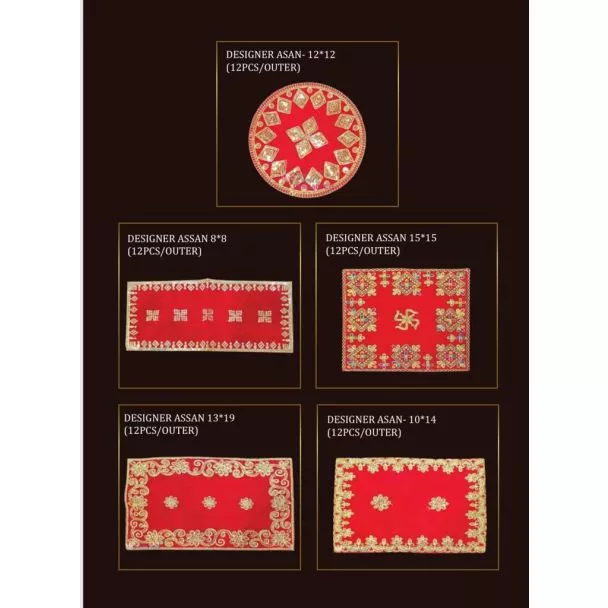 DESIGNER ASAN- 12*12
(12PCS/OUTER)
DESIGNER ASSAN 8*8
(12PCS/OUTER)
DESIGNER ASSAN 15*15
(12PCS/OUTER)
DESIGNER ASSAN 13*19
(12PCS/OUTER)
DESIGNER ASAN- 10*14
(12PCS/OUTER)